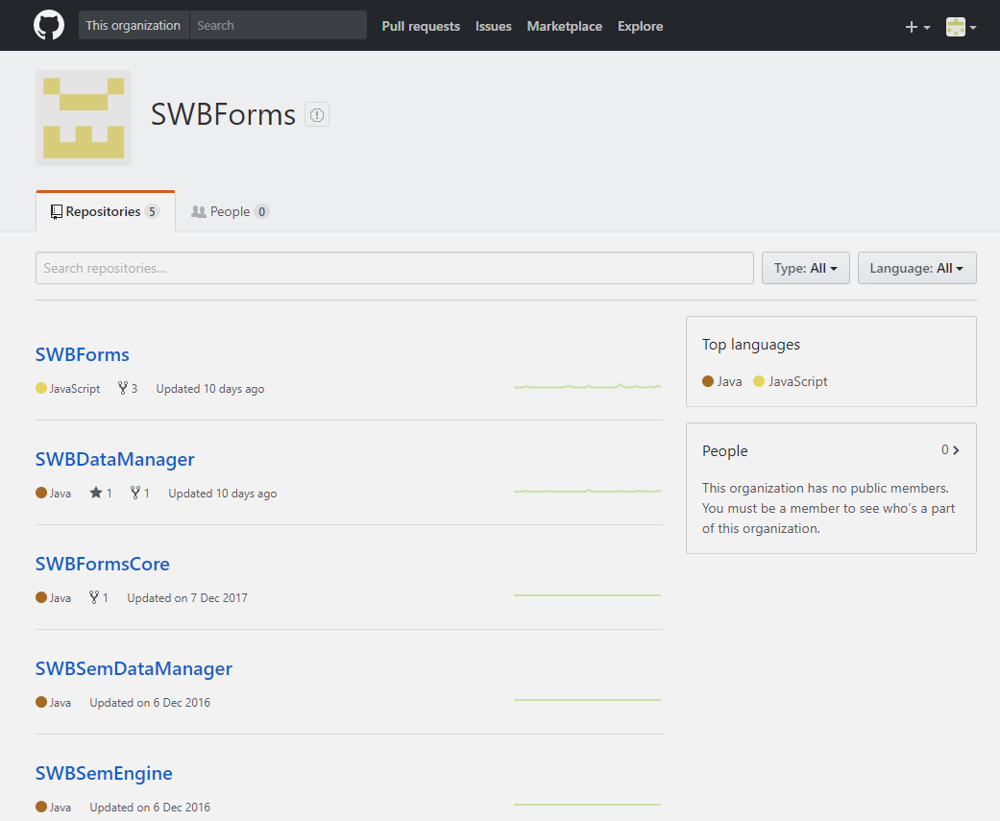 This organization Search Pull requests Issues Marketplace Explore
SWBForms
Repositories 5 People 0
Search repositories... Type: All Language: All
SWBForms
JavaScript 3 Updated 10 days ago
SWBDataManager
Java 1 1 Updated 10 days ago
SWBFormsCore
Java 1 Updated on 7 Dec 2017
SWBSemDataManager
Java Updated on 6 Dec 2016
SWBSemEngine
Java Updated on 6 Dec 2016
Top languages
Java JavaScript
People 0
This organization has no public members.
You must be a member to see who’s a part
of this organization.